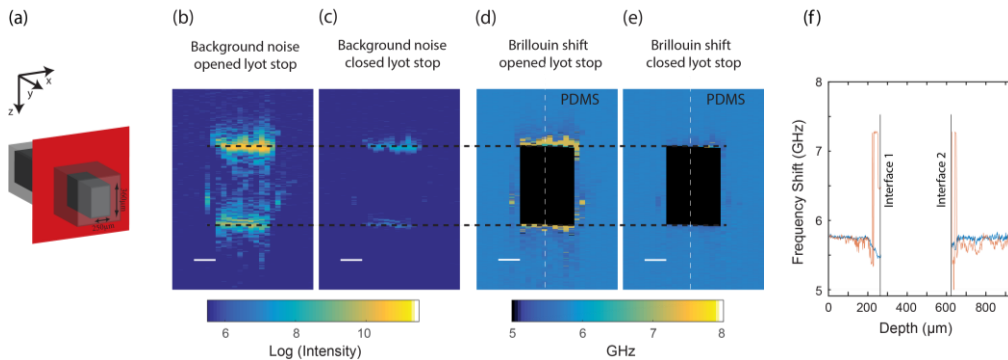 (a)
(b)
(c)
(d)
(e)
(f)
Background noise
opened lyot stop
Background noise
closed lyot stop
Brillouin shift
opened lyot stop
Brillouin shift
closed lyot stop
x
y
z
PDMS
PDMS
6
8
10
Log (Intensity)
5
6
7
8
GHz
8
7
6
5
Frequency Shift (GHz)
Interface 1
Interface 2
0
200
400
600
800
Depth (µm)